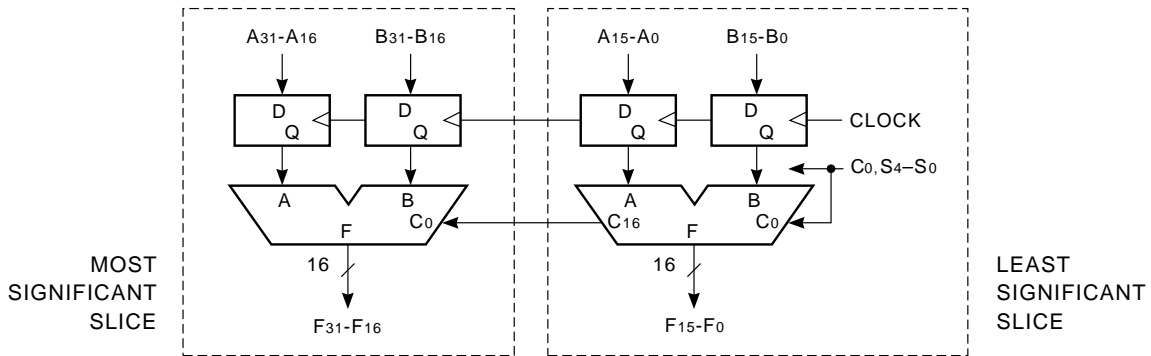 A31-A16
B31-B16
A15-A0
B15-B0
D
Q
D
Q
D
Q
D
Q
CLOCK
C0, S4–S0
A
B
C0
F
A
B
C16
C0
F
16
16
MOST
SIGNIFICANT
SLICE
LEAST
SIGNIFICANT
SLICE
F31-F16
F15-F0